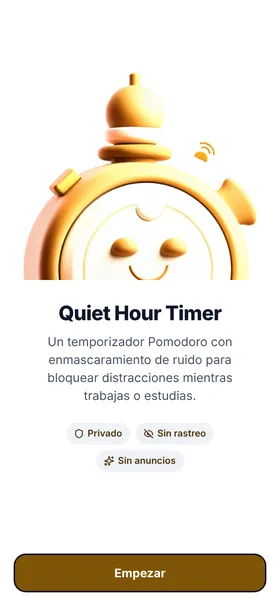 Quiet Hour Timer
Un temporizador Pomodoro con
enmascaramiento de ruido para
bloquear distracciones mientras
trabajas o estudias.
Privado
Sin rastreo
Sin anuncios
Empezar